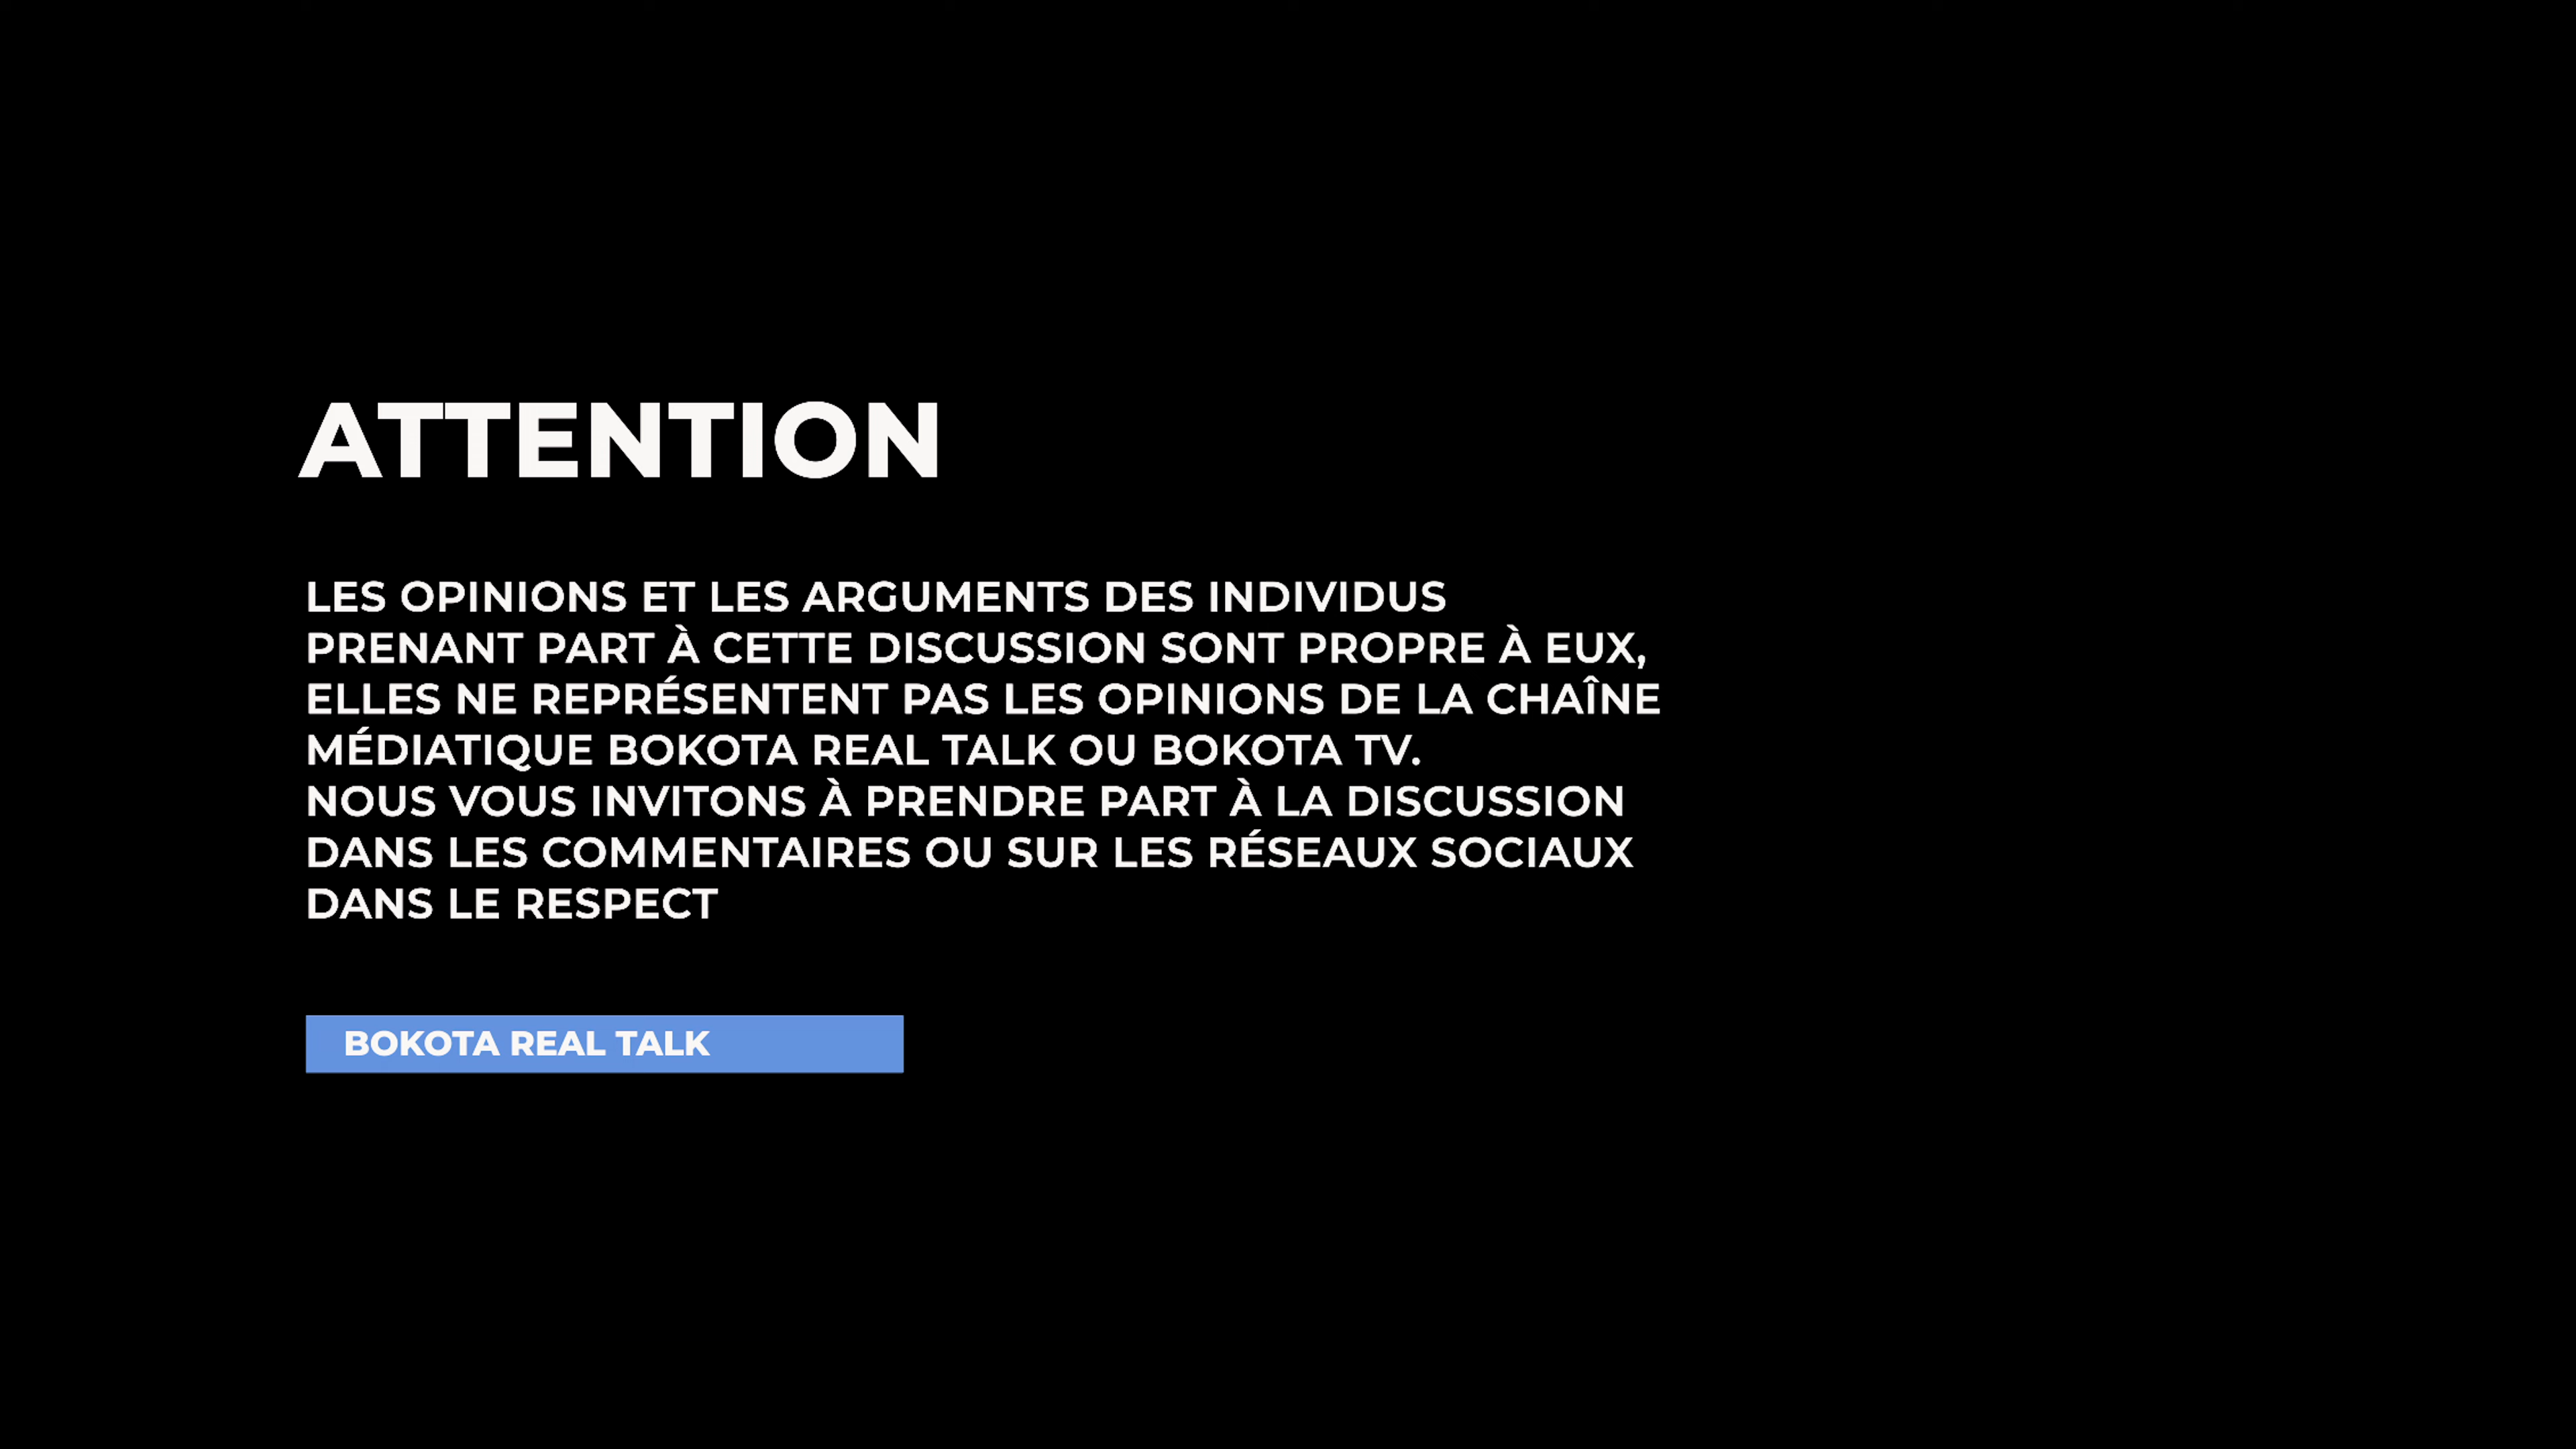 ATTENTION
LES OPINIONS ET LES ARGUMENTS DES INDIVIDUS
PRENANT PART À CETTE DISCUSSION SONT PROPRE À EUX,
ELLES NE REPRÉSENTENT PAS LES OPINIONS DE LA CHAÎNE
MÉDIATIQUE BOKOTA REAL TALK OU BOKOTA TV.
NOUS VOUS INVITONS À PRENDRE PART À LA DISCUSSION
DANS LES COMMENTAIRES OU SUR LES RÉSEAUX SOCIAUX
DANS LE RESPECT
BOKOTA REAL TALK